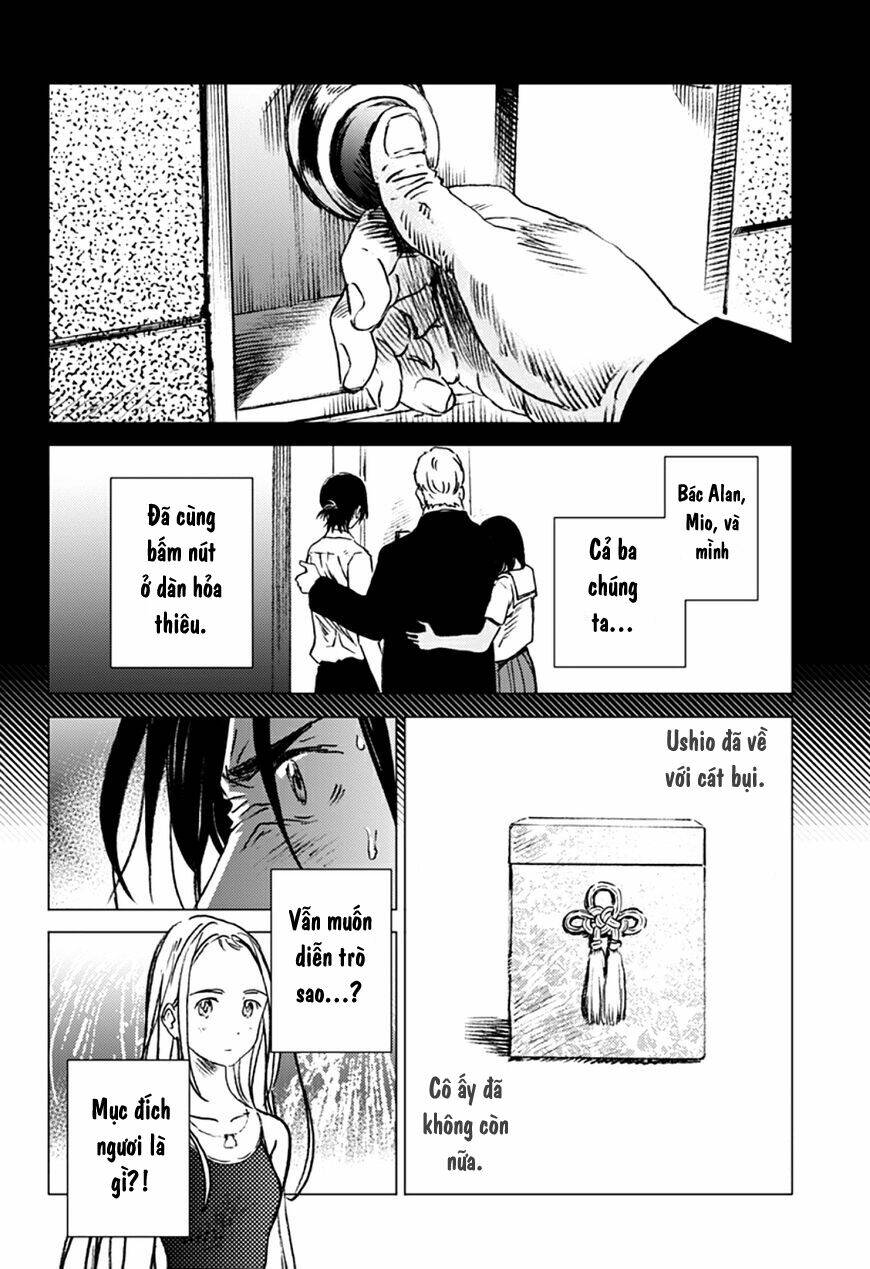 Bác Alan,
Mio, và
mình
Cả ba
chúng
ta...
Đã cùng
bấm nút
ở dàn hỏa
thiêu.
Ushio đã về
với cát bụi.
Cô ấy đã
không còn
nữa.
Vẫn muốn
diễn trò
sao...?
Mục đích
ngươi là
gì?!